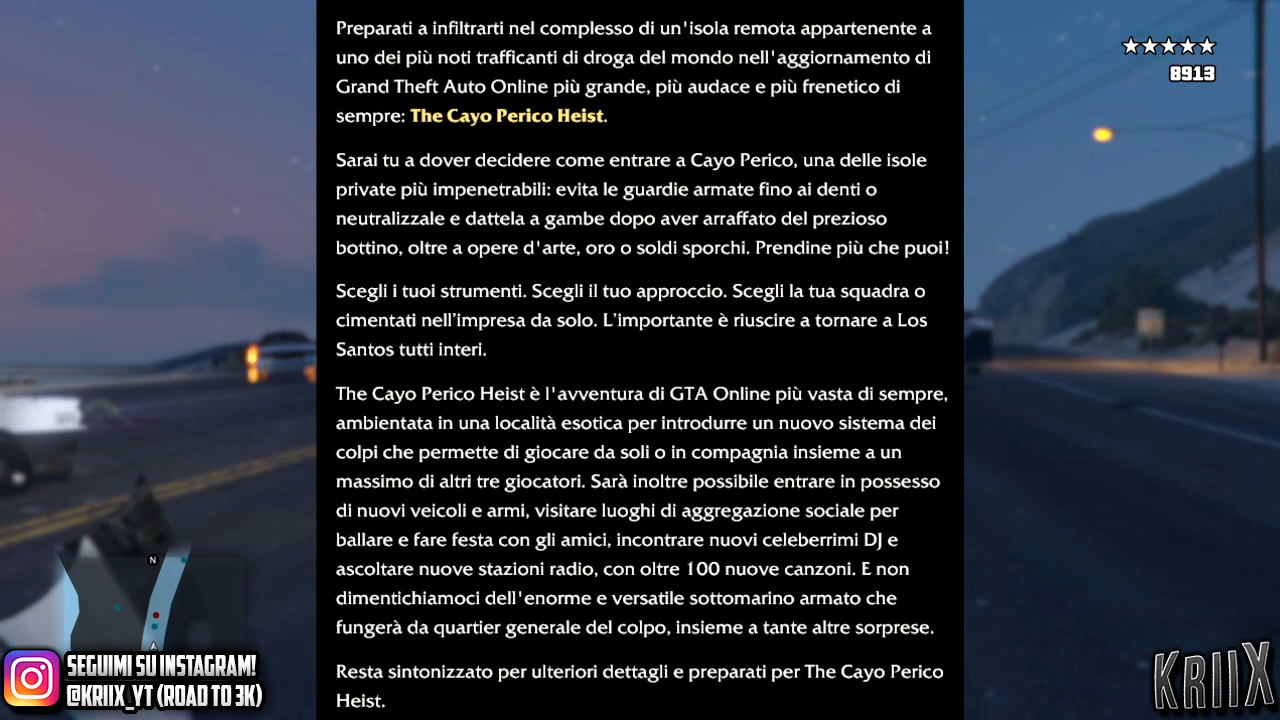 Preparati a infiltrarti nel complesso di un'isola remota appartenente a
uno dei più noti trafficanti di droga del mondo nell'aggiornamento di
Grand Theft Auto Online più grande, più audace e più frenetico di
sempre: The Cayo Perico Heist.
Sarai tu a dover decidere come entrare a Cayo Perico, una delle isole
private più impenetrabili: evita le guardie armate fino ai denti o
neutralizzale e dattela a gambe dopo aver arraffato del prezioso
bottino, oltre a opere d'arte, oro o soldi sporchi. Prendine più che puoi!
Scegli i tuoi strumenti. Scegli il tuo approccio. Scegli la tua squadra o
cimentati nell'impresa da solo. L'importante è riuscire a tornare a Los
Santos tutti interi.
The Cayo Perico Heist è l'avventura di GTA Online più vasta di sempre,
ambientata in una località esotica per introdurre un nuovo sistema dei
colpi che permette di giocare da soli o in compagnia insieme a un
massimo di altri tre giocatori. Sarà inoltre possibile entrare in possesso
di nuovi veicoli e armi, visitare luoghi di aggregazione sociale per
ballare e fare festa con gli amici, incontrare nuovi celeberrimi DJ e
ascoltare nuove stazioni radio, con oltre 100 nuove canzoni. E non
dimentichiamoci dell'enorme e versatile sottomarino armato che
fungerà da quartier generale del colpo, insieme a tante altre sorprese.
Resta sintonizzato per ulteriori dettagli e preparati per The Cayo Perico
Heist.
8913
N
SEGUIMI SU INSTAGRAM!
@KRIIX_YT (ROAD TO 3K)
KRIIX